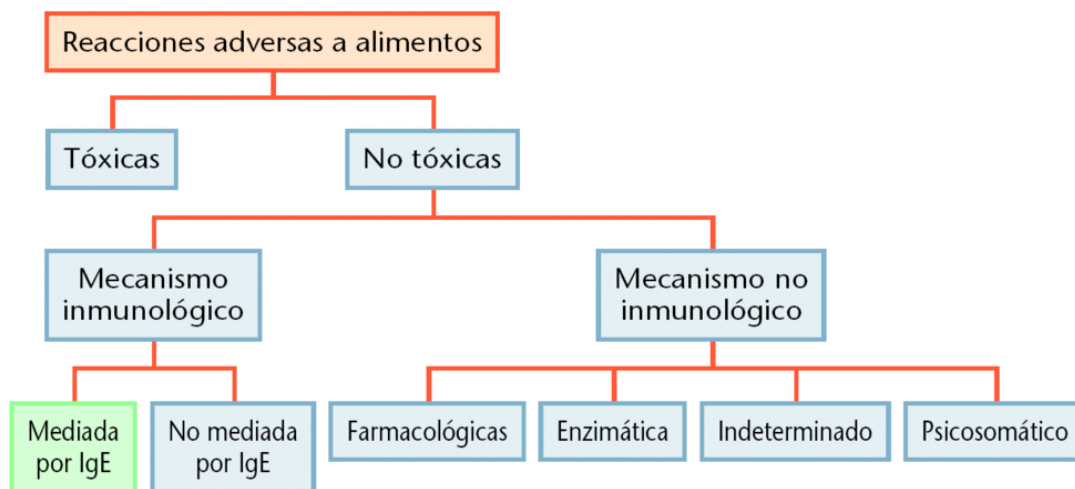 Reacciones adversas a alimentos
Tóxicas
No tóxicas
Mecanismo
inmunológico
Mecanismo no
inmunológico
Mediada
por IgE
No mediada
por IgE
Farmacológicas
Enzimática
Indeterminado
Psicosomático